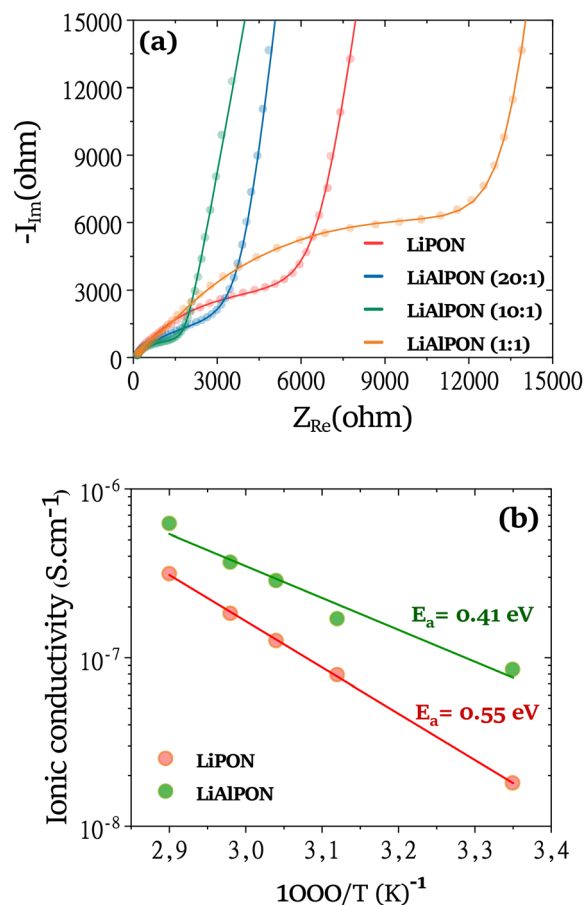 (a)
-I_Im(ohm)
15000
12000
9000
6000
3000
0
LiPON
LiAlPON (20:1)
LiAlPON (10:1)
LiAlPON (1:1)
0 3000 6000 9000 12000 15000
Z_Re(ohm)
(b)
Ionic conductivity (S.cm⁻¹)
10⁻⁶
10⁻⁷
10⁻⁸
E_a= 0.41 eV
E_a= 0.55 eV
LiPON
LiAlPON
2,9 3,0 3,1 3,2 3,3 3,4
1000/T (K)⁻¹